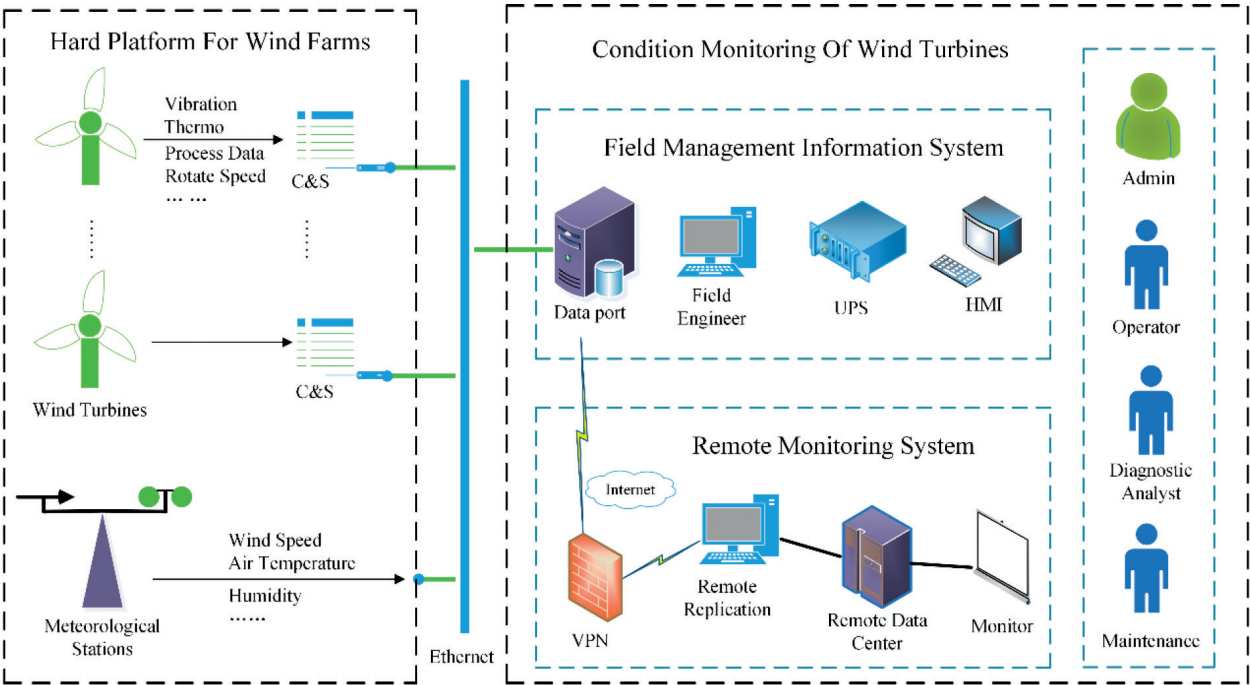 Hard Platform For Wind Farms
Vibration
Thermo
Process Data
Rotate Speed
... ...
C&S
C&S
Wind Turbines
Wind Speed
Air Temperature
Humidity
... ...
Meteorological
Stations
Ethernet
Condition Monitoring Of Wind Turbines
Field Management Information System
Data port
Field
Engineer
UPS
HMI
Remote Monitoring System
Internet
VPN
Remote
Replication
Remote Data
Center
Monitor
Admin
Operator
Diagnostic
Analyst
Maintenance